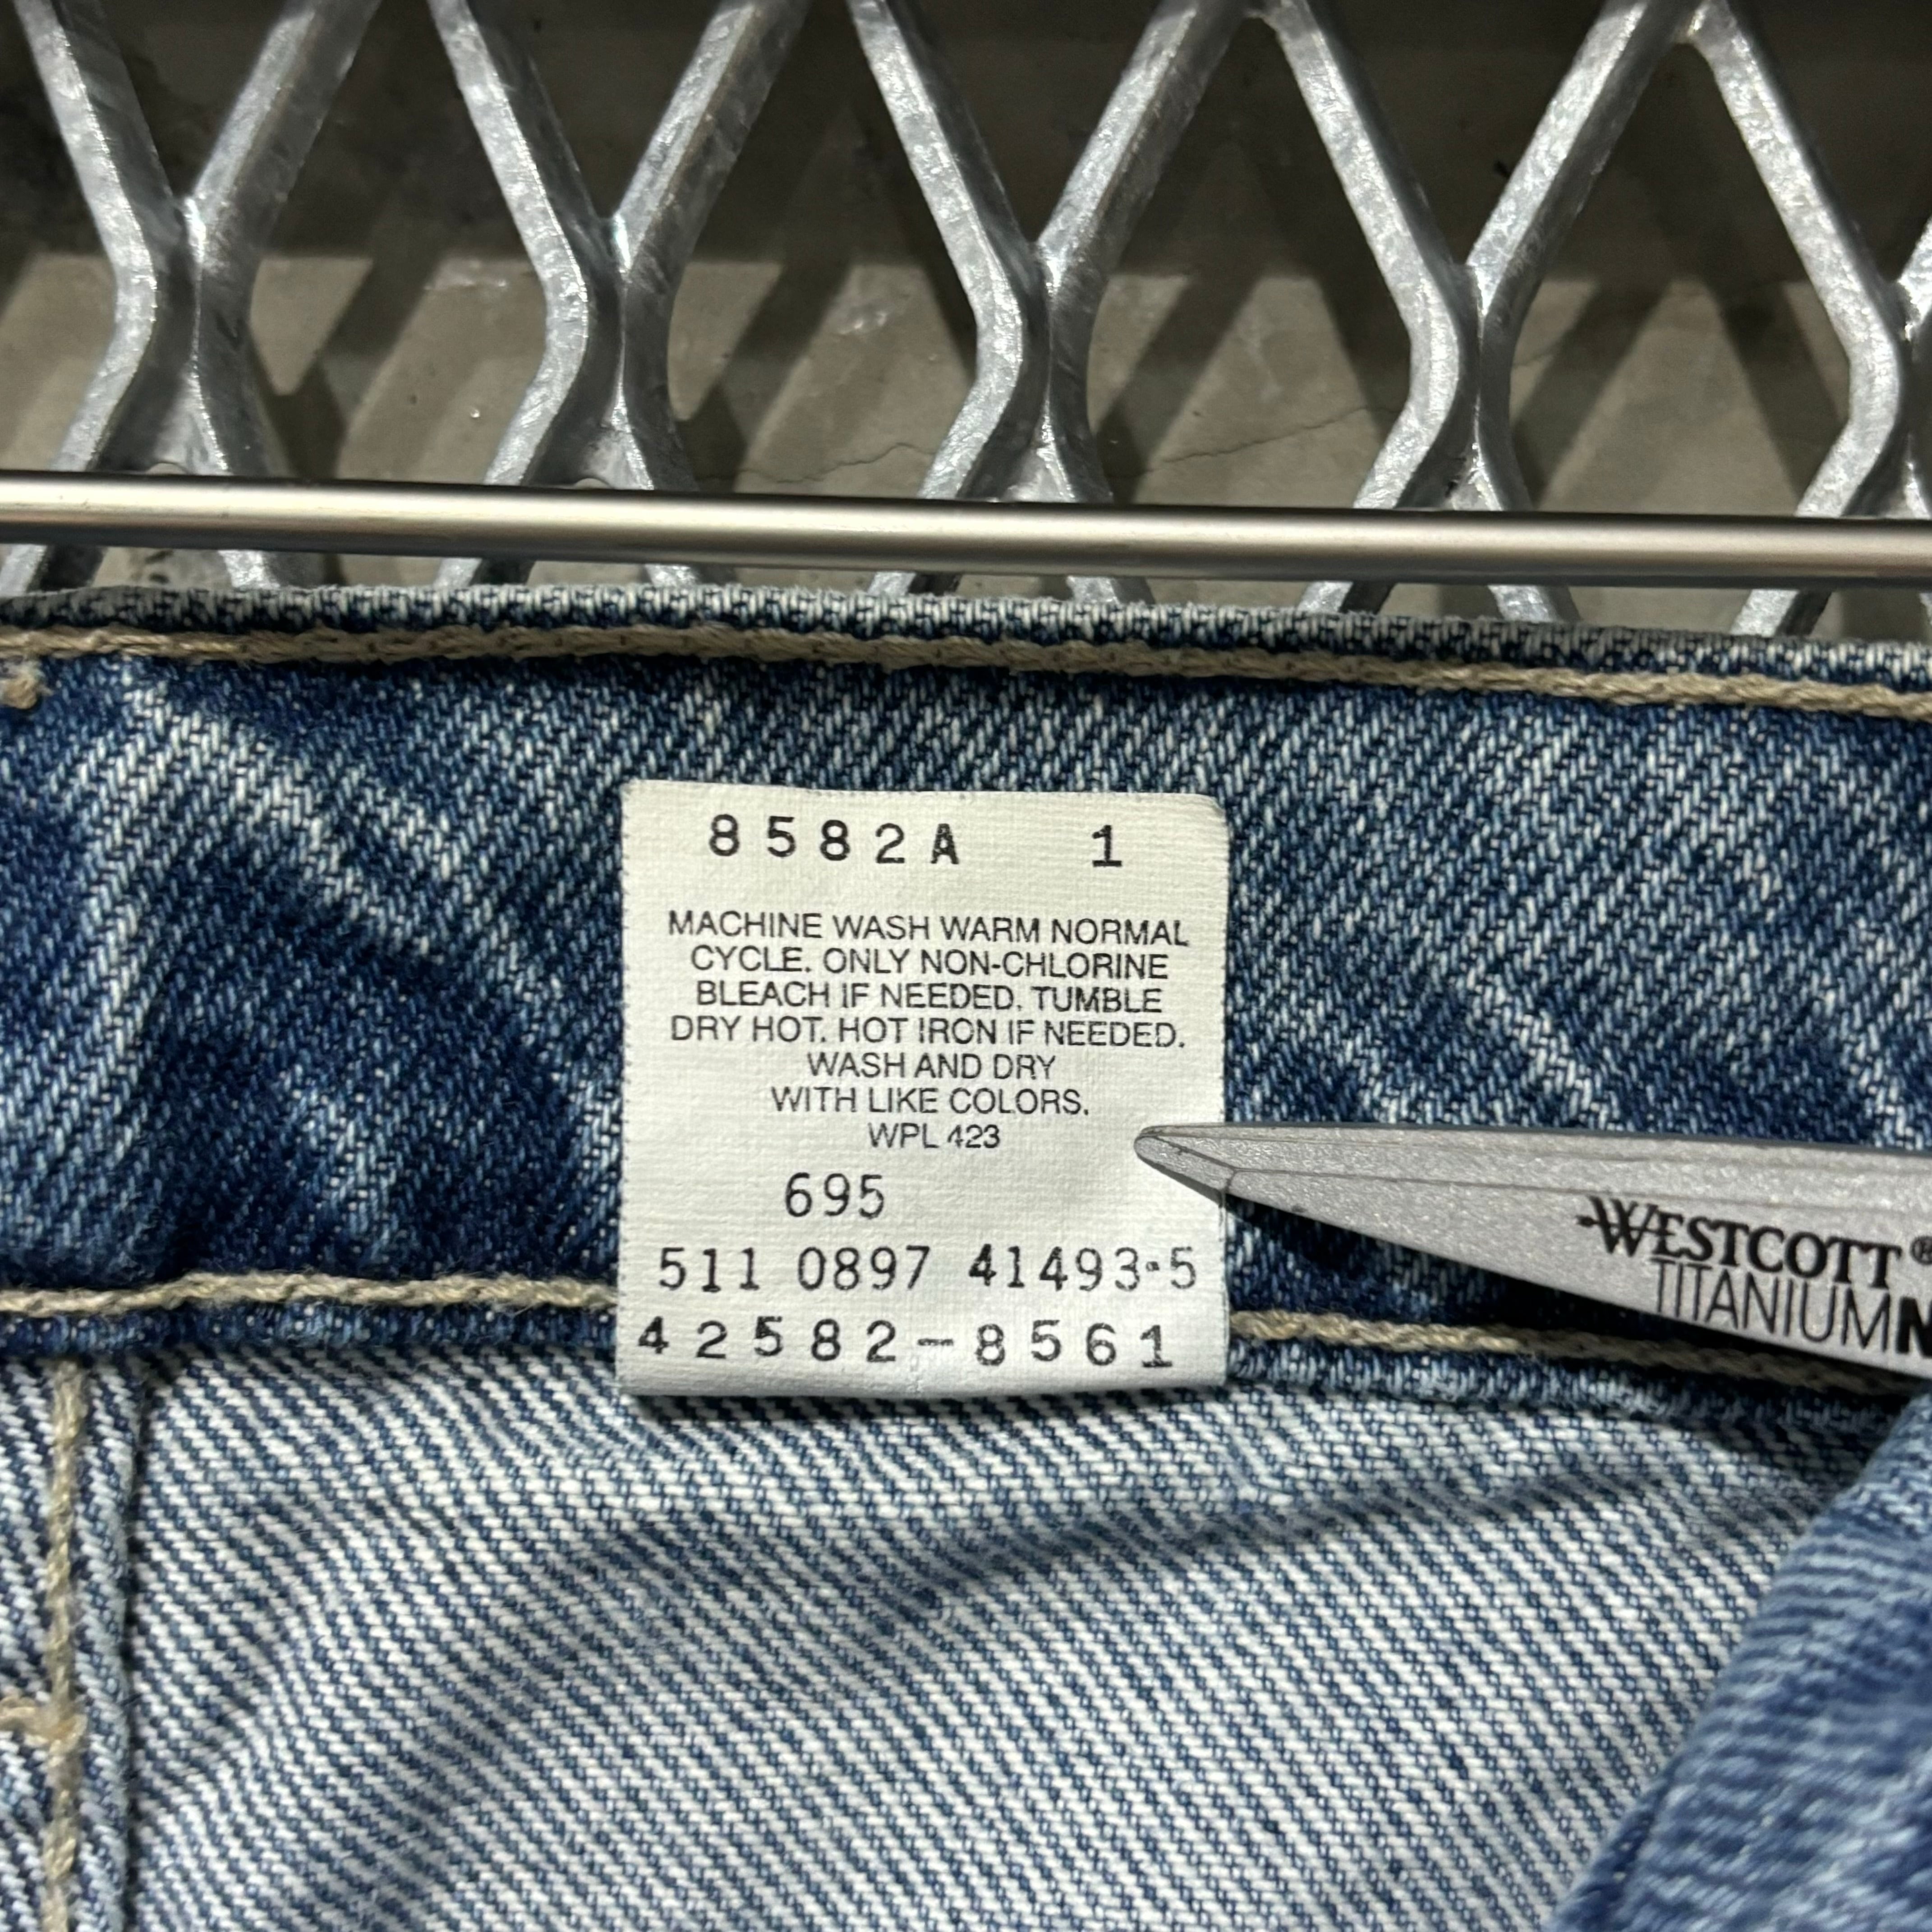 8582A 1
MACHINE WASH WARM NORMAL
CYCLE. ONLY NON-CHLORINE
BLEACH IF NEEDED. TUMBLE
DRY HOT. HOT IRON IF NEEDED.
WASH AND DRY
WITH LIKE COLORS.
WPL 423
695
511 0897 41493-5
42582-8561
WESTCOTT®
TITANIUM